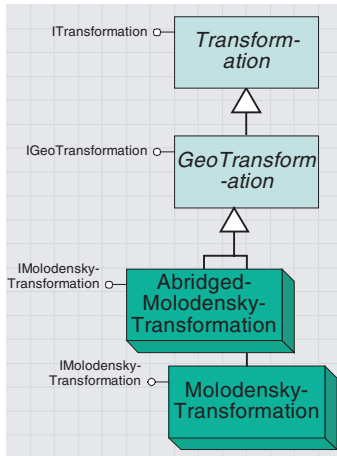 ITransformation
Transform-
ation
IGeoTransformation
GeoTransform
-ation
IMolodensky-
Transformation
Abridged-
Molodensky-
Transformation
IMolodensky-
Transformation
Molodensky-
Transformation